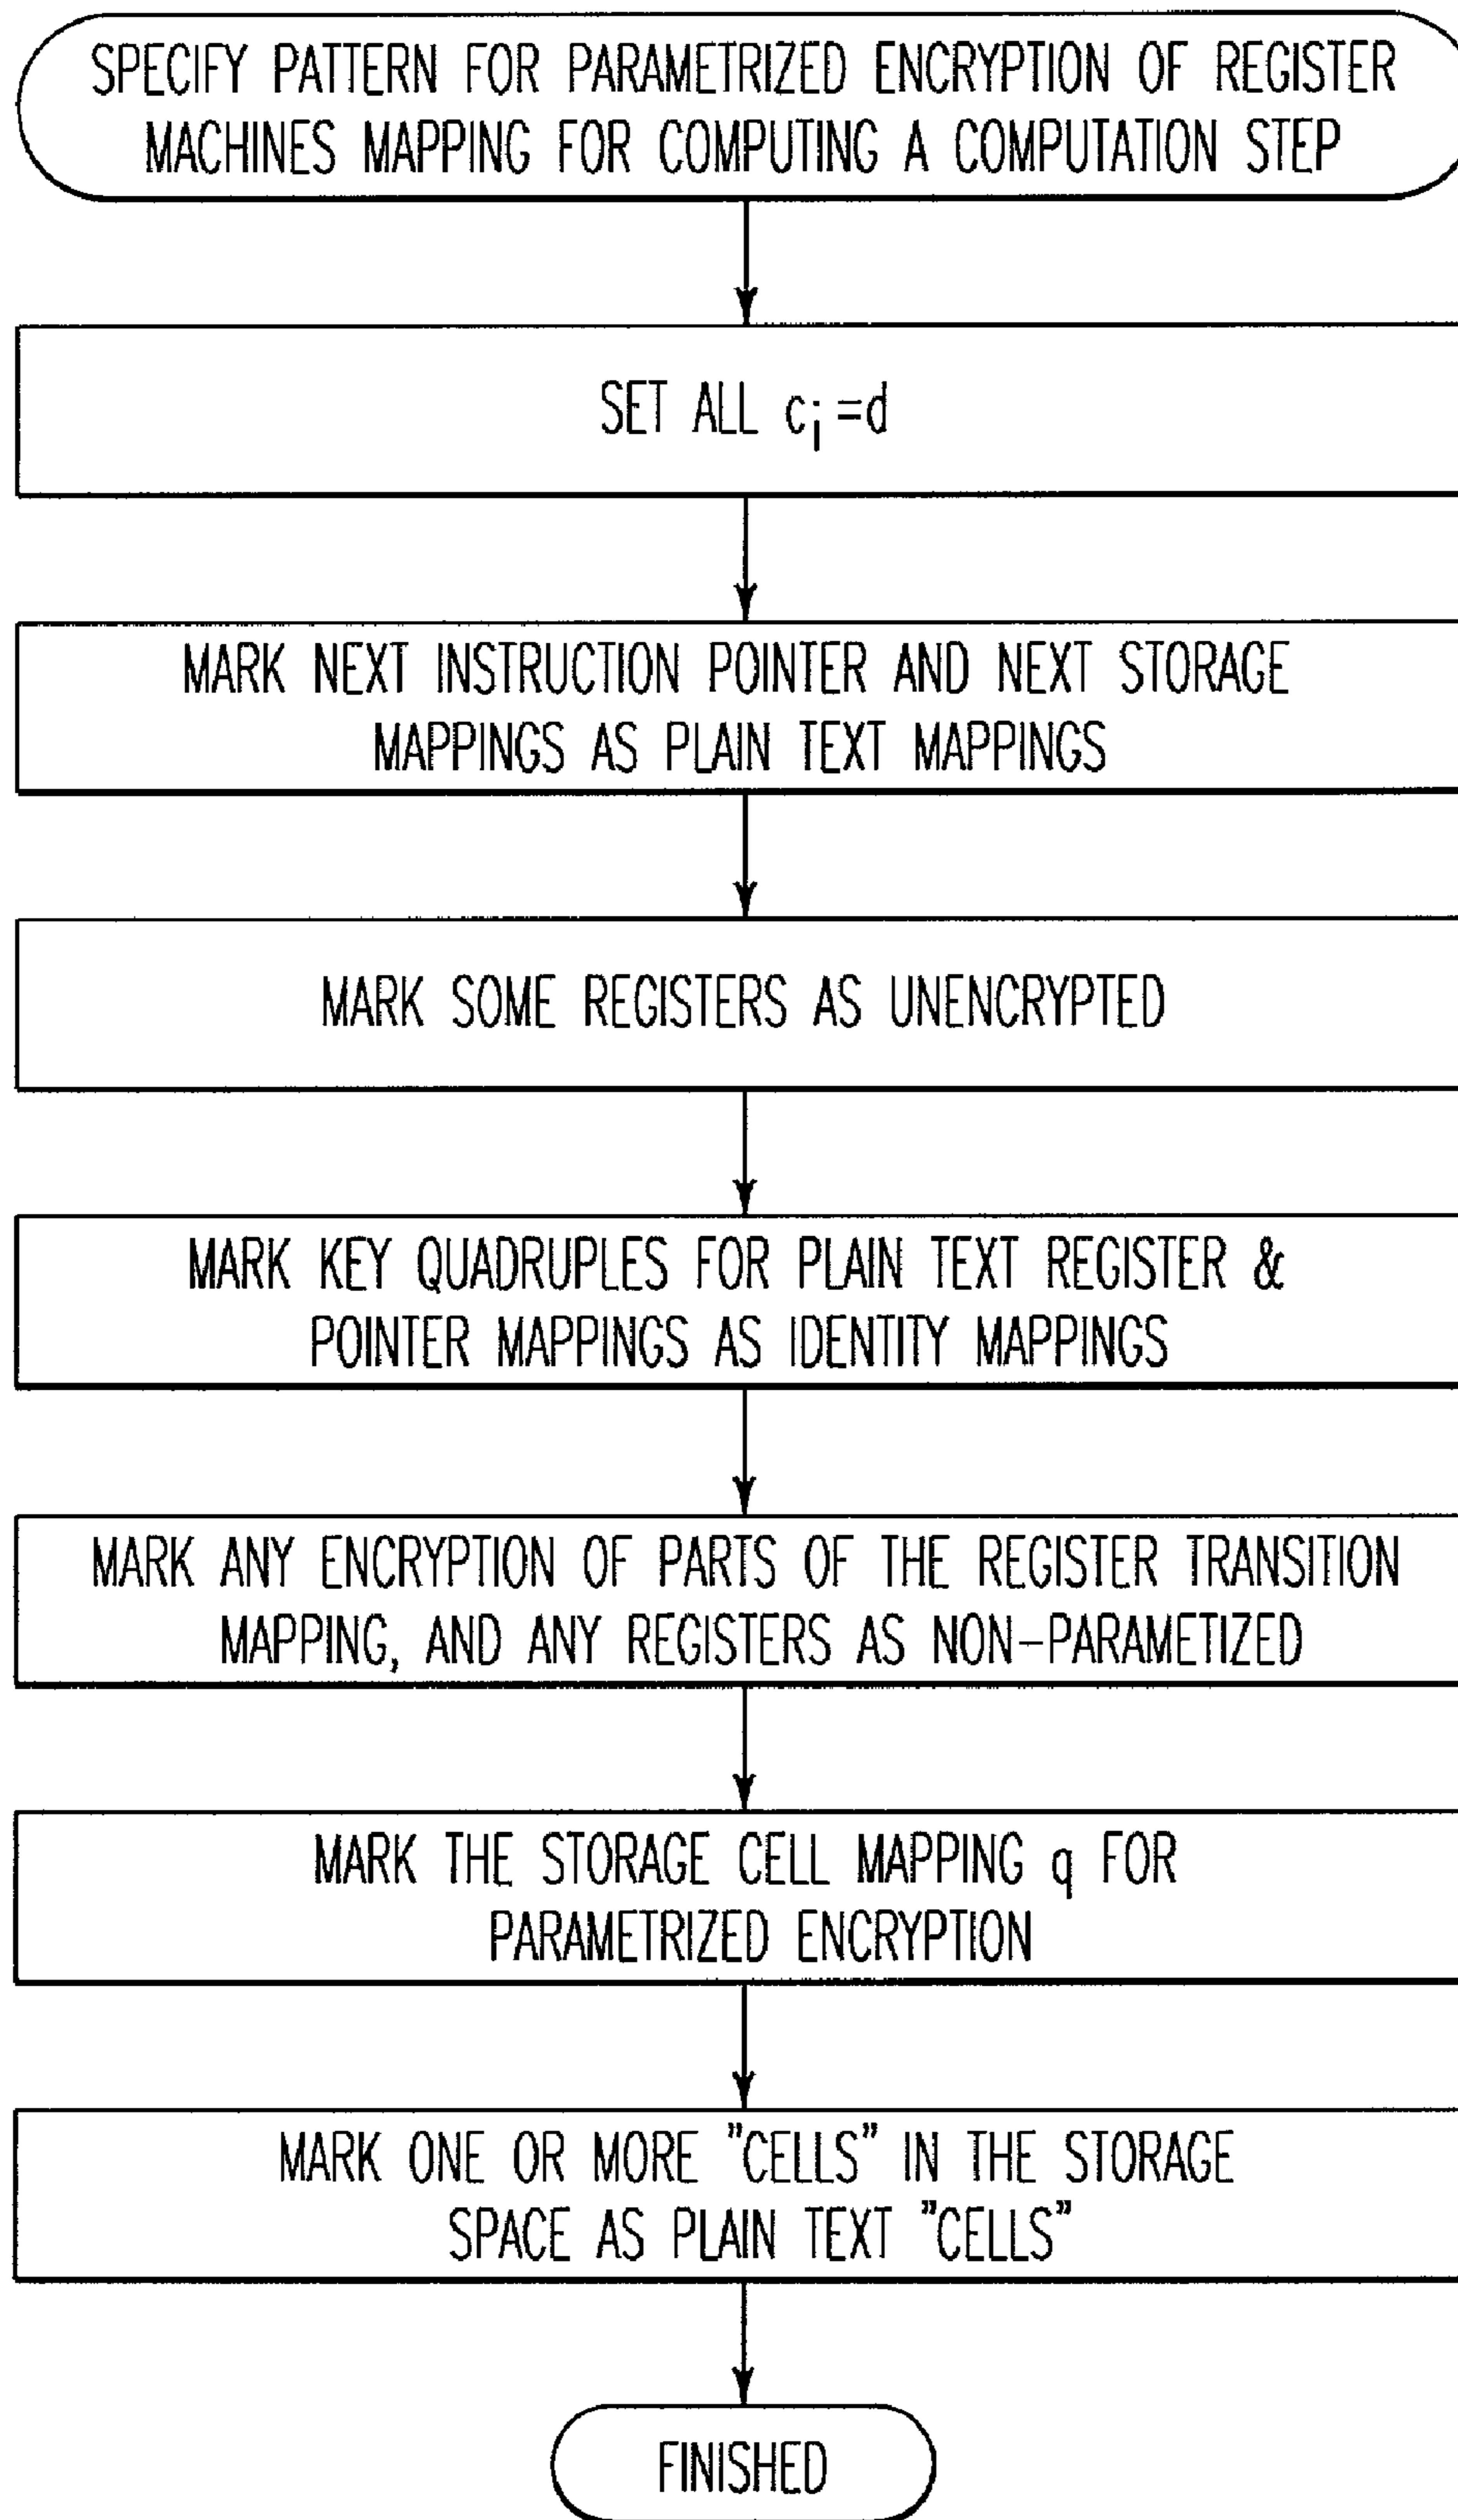 SPECIFY PATTERN FOR PARAMETRIZED ENCRYPTION OF REGISTER
MACHINES MAPPING FOR COMPUTING A COMPUTATION STEP
SET ALL ci=d
MARK NEXT INSTRUCTION POINTER AND NEXT STORAGE
MAPPINGS AS PLAIN TEXT MAPPINGS
MARK SOME REGISTERS AS UNENCRYPTED
MARK KEY QUADRUPLES FOR PLAIN TEXT REGISTER &
POINTER MAPPINGS AS IDENTITY MAPPINGS
MARK ANY ENCRYPTION OF PARTS OF THE REGISTER TRANSITION
MAPPING, AND ANY REGISTERS AS NON-PARAMETIZED
MARK THE STORAGE CELL MAPPING q FOR
PARAMETRIZED ENCRYPTION
MARK ONE OR MORE "CELLS" IN THE STORAGE
SPACE AS PLAIN TEXT "CELLS"
FINISHED